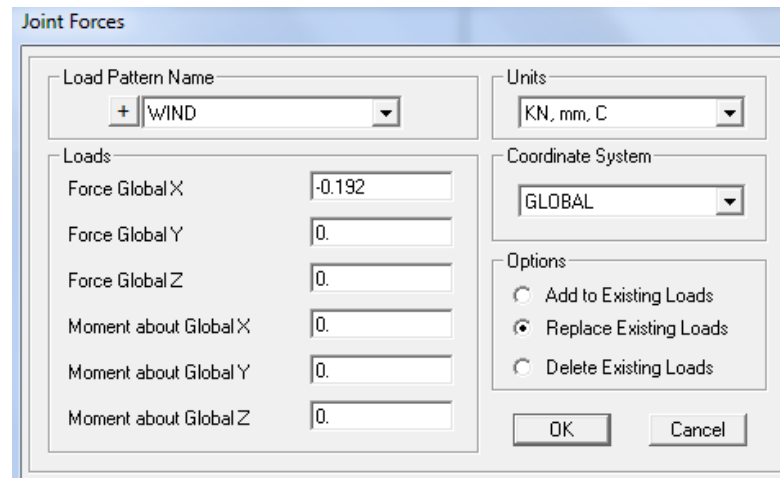 Joint Forces
Load Pattern Name
+ WIND
Units
KN, mm, C
Loads
Force Global X -0.192
Force Global Y 0.
Force Global Z 0.
Moment about Global X 0.
Moment about Global Y 0.
Moment about Global Z 0.
Coordinate System
GLOBAL
Options
Add to Existing Loads
Replace Existing Loads
Delete Existing Loads
OK Cancel